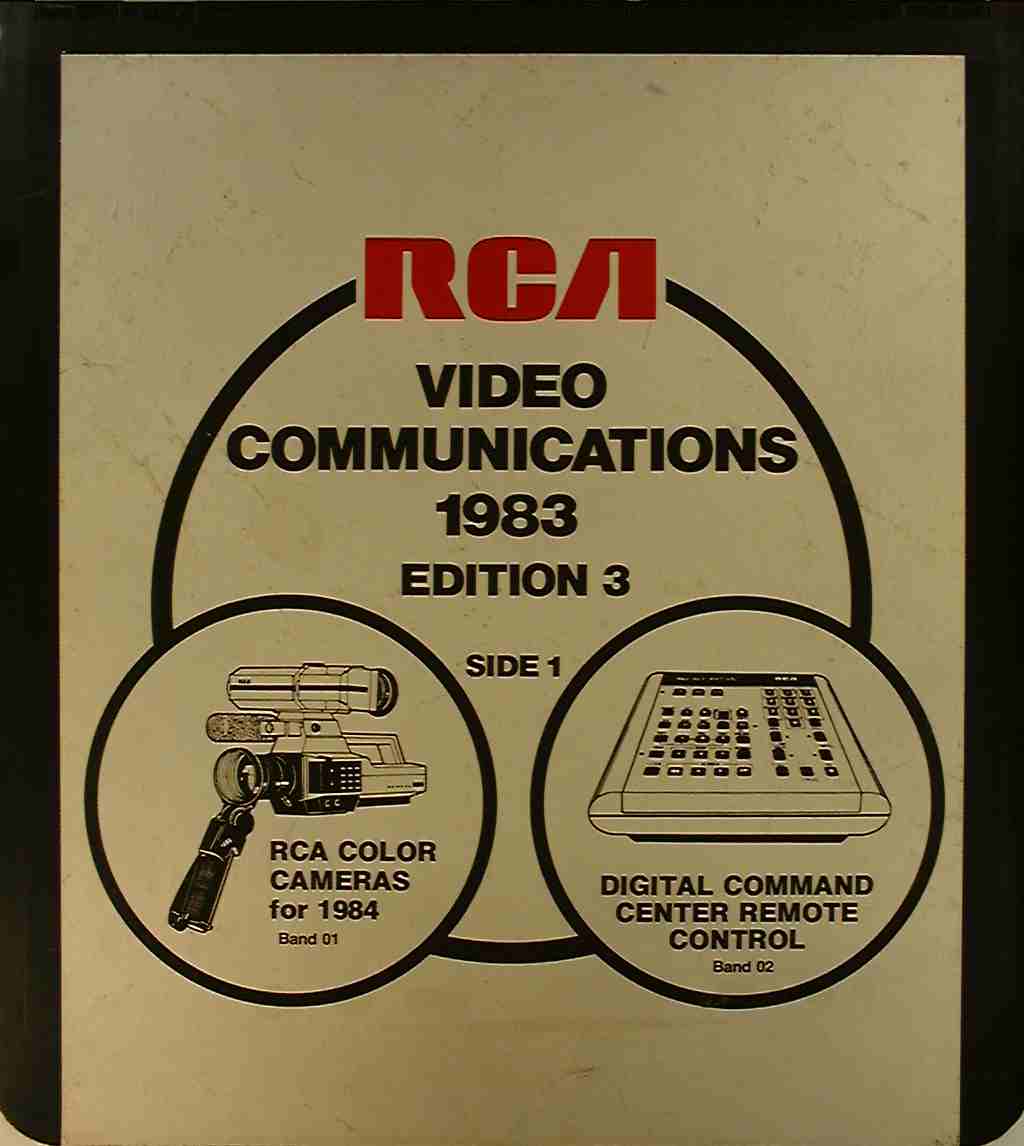 RCA
VIDEO
COMMUNICATIONS
1983
EDITION 3
SIDE 1
RCA COLOR
CAMERAS
for 1984
Band 01
RCA
DIGITAL COMMAND
CENTER REMOTE
CONTROL
Band 02